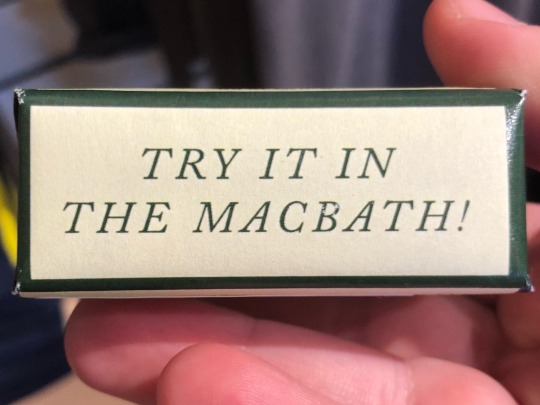 TRY IT IN
THE MACBATH!